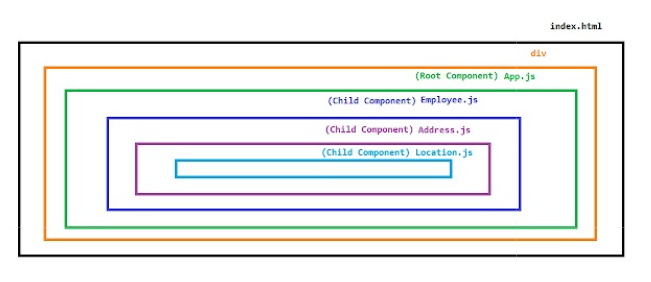 index.html
div
(Root Component) App.js
(Child Component) Employee.js
(Child Component) Address.js
(Child Component) Location.js